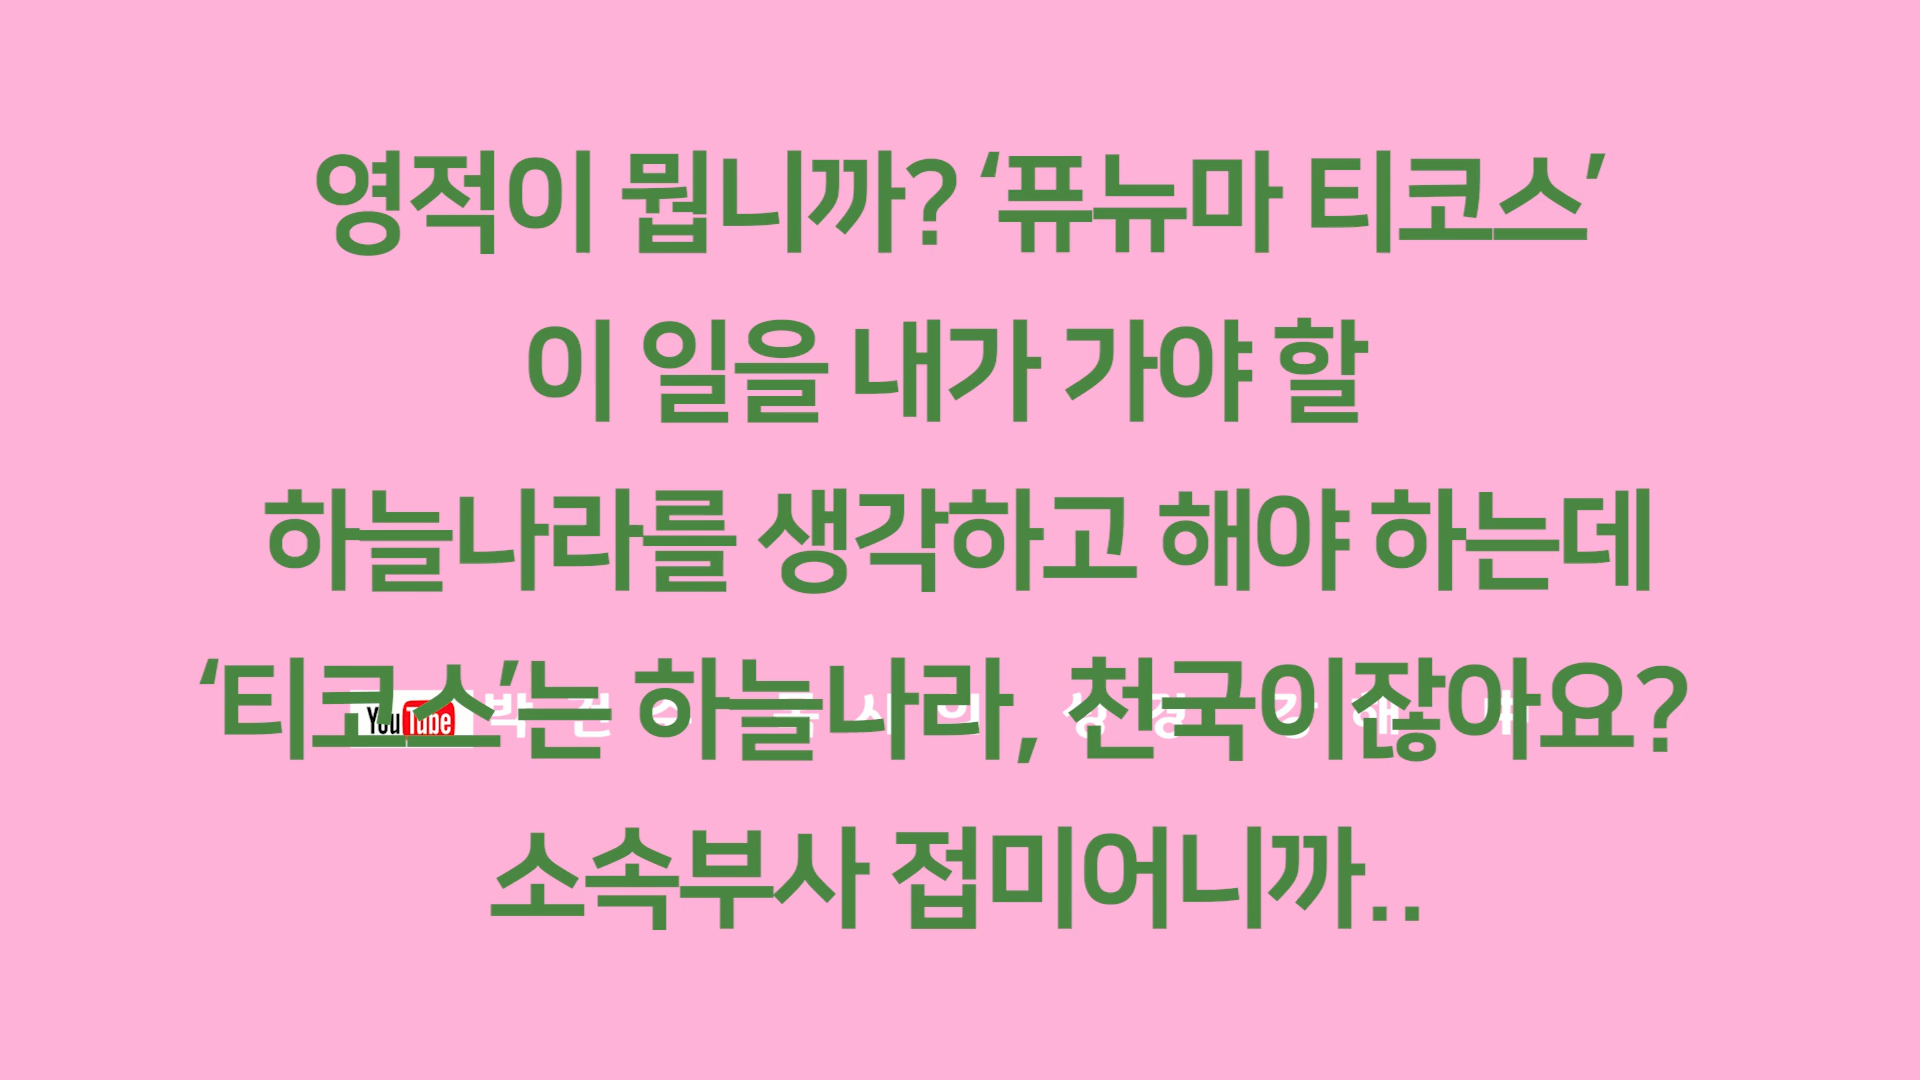 영적이 뭡니까? ‘퓨뉴마 티코스’
이 일을 내가 가야 할
하늘나라를 생각하고 해야 하는데
‘티코스’는 하늘나라, 천국이잖아요?
YouTube
소속부사 접미어니까..